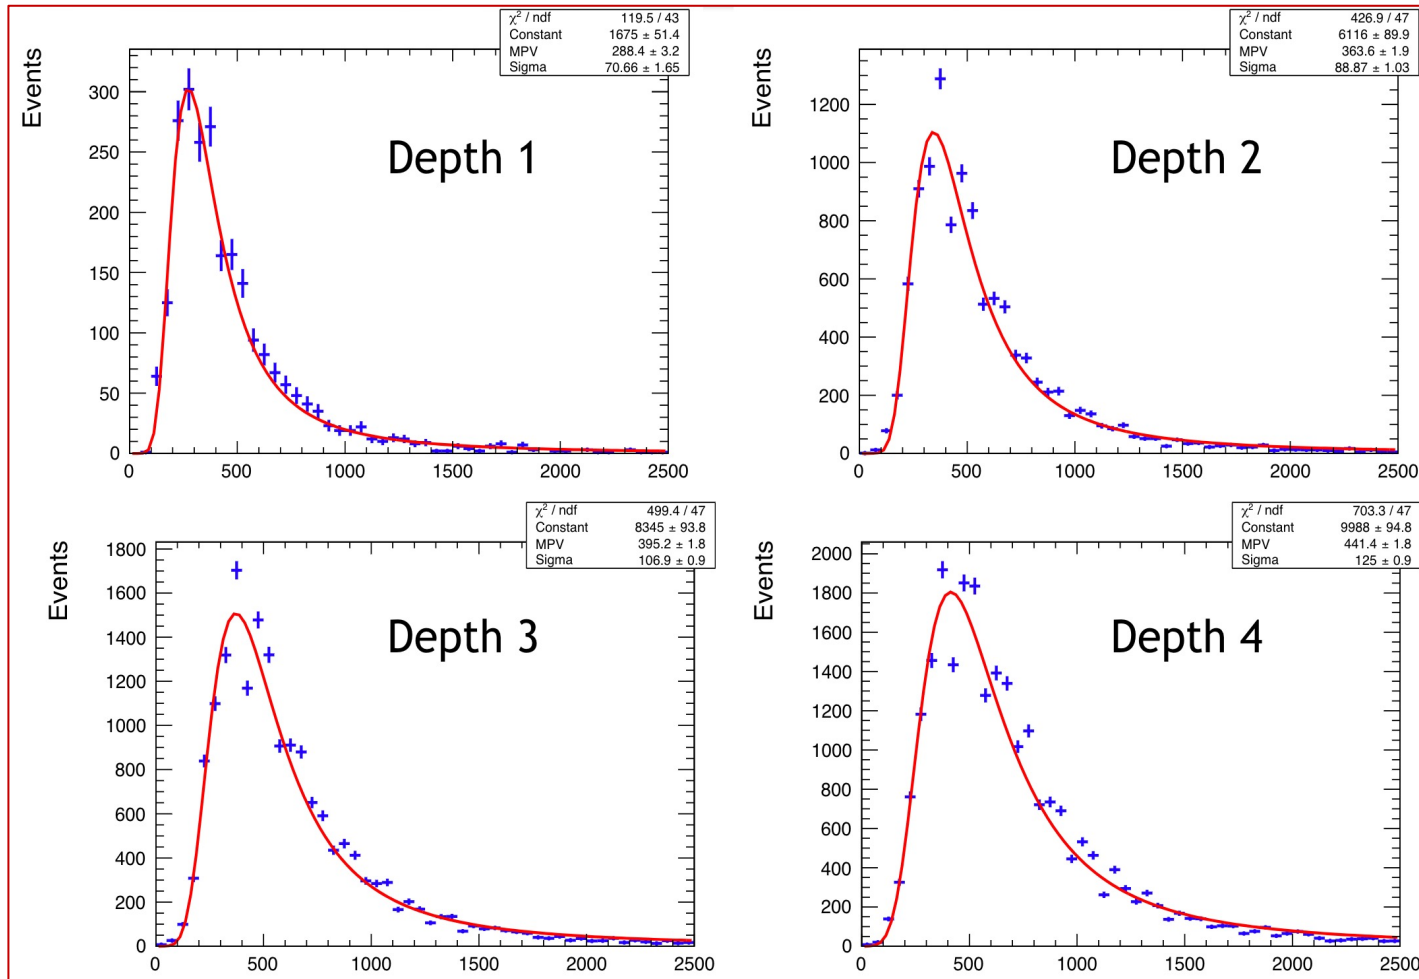 χ² / ndf 119.5 / 43
Constant 1675 ± 51.4
MPV 288.4 ± 3.2
Sigma 70.66 ± 1.65
Events
300
250
200
150
100
50
0
Depth 1
0 500 1000 1500 2000 2500
χ² / ndf 426.9 / 47
Constant 6116 ± 89.9
MPV 363.6 ± 1.9
Sigma 88.87 ± 1.03
Events
1200
1000
800
600
400
200
0
Depth 2
0 500 1000 1500 2000 2500
χ² / ndf 499.4 / 47
Constant 8345 ± 93.8
MPV 395.2 ± 1.8
Sigma 106.9 ± 0.9
Events
1800
1600
1400
1200
1000
800
600
400
200
0
Depth 3
0 500 1000 1500 2000 2500
χ² / ndf 703.3 / 47
Constant 9988 ± 94.8
MPV 441.4 ± 1.8
Sigma 125 ± 0.9
Events
2000
1800
1600
1400
1200
1000
800
600
400
200
0
Depth 4
0 500 1000 1500 2000 2500